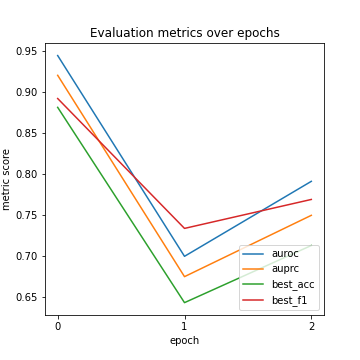 Evaluation metrics over epochs
metric score
0.95
0.90
0.85
0.80
0.75
0.70
0.65
auroc
auprc
best_acc
best_f1
0 1 2
epoch